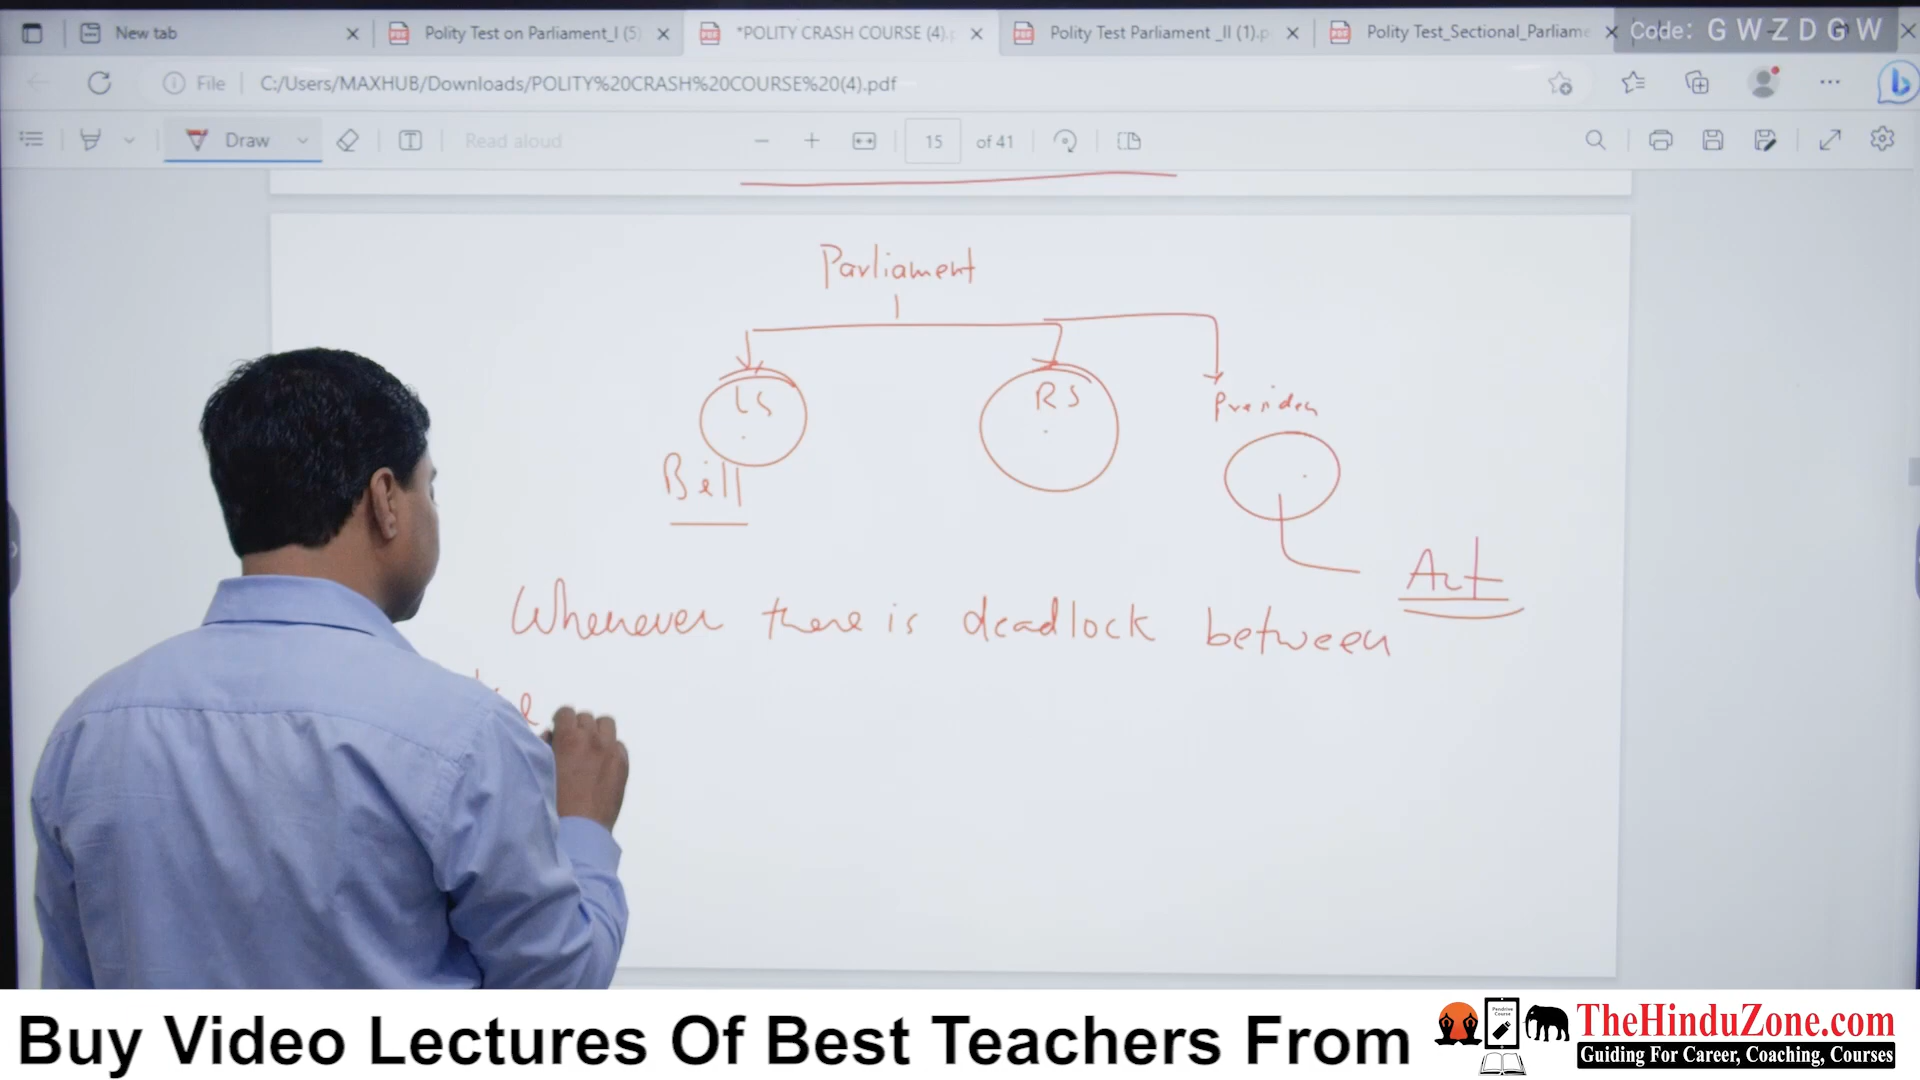 New tab
Polity Test on Parliament_I (5)
*POLITY CRASH COURSE (4).p
Polity Test Parliament _II (1).p
Polity Test_Sectional_Parliame
Code: G W Z D G W
File
C:/Users/MAXHUB/Downloads/POLITY%20CRASH%20COURSE%20(4).pdf
Draw
Read aloud
15 of 41
Parliament
LS
RS
Presiden
Bill
Act
Whenever there is deadlock between
Buy Video Lectures Of Best Teachers From
TheHinduZone.com
Guiding For Career, Coaching, Courses